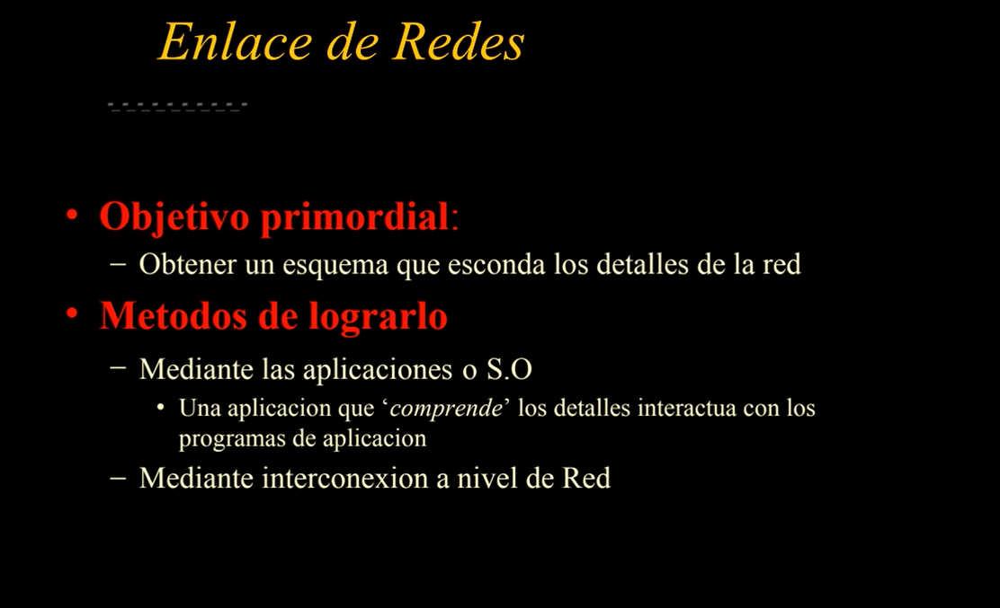 Enlace de Redes
• Objetivo primordial:
– Obtener un esquema que esconda los detalles de la red
• Metodos de lograrlo
– Mediante las aplicaciones o S.O
• Una aplicacion que ‘comprende’ los detalles interactua con los
programas de aplicacion
– Mediante interconexion a nivel de Red